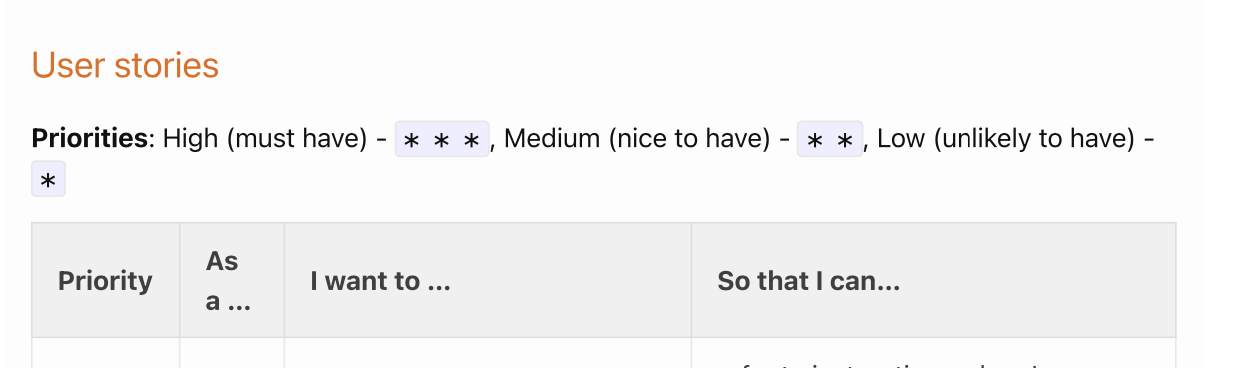 User stories
Priorities: High (must have) - * * *, Medium (nice to have) - * *, Low (unlikely to have) -
*
Priority
As
a ...
I want to ...
So that I can...